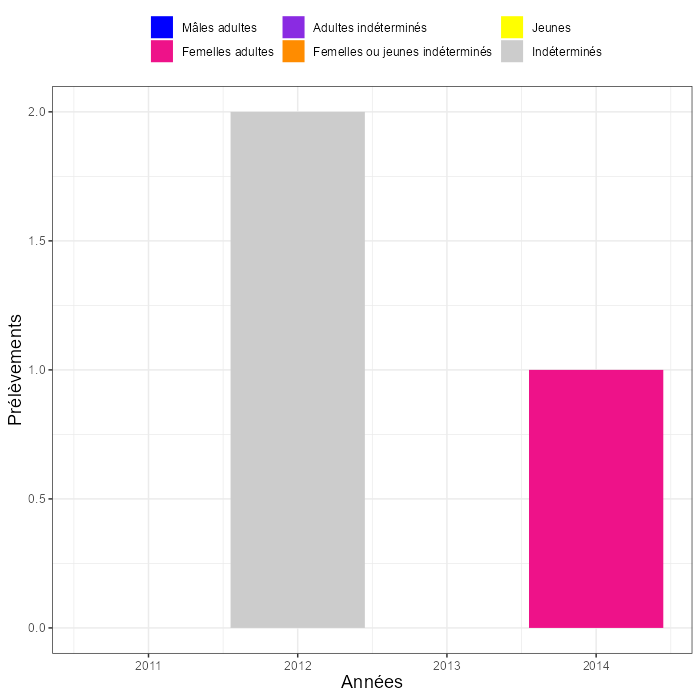 Mâles adultes
Adultes indéterminés
Jeunes
Femelles adultes
Femelles ou jeunes indéterminés
Indéterminés
2.0
1.5
1.0
0.5
0.0
Prélèvements
2011
2012
2013
2014
Années